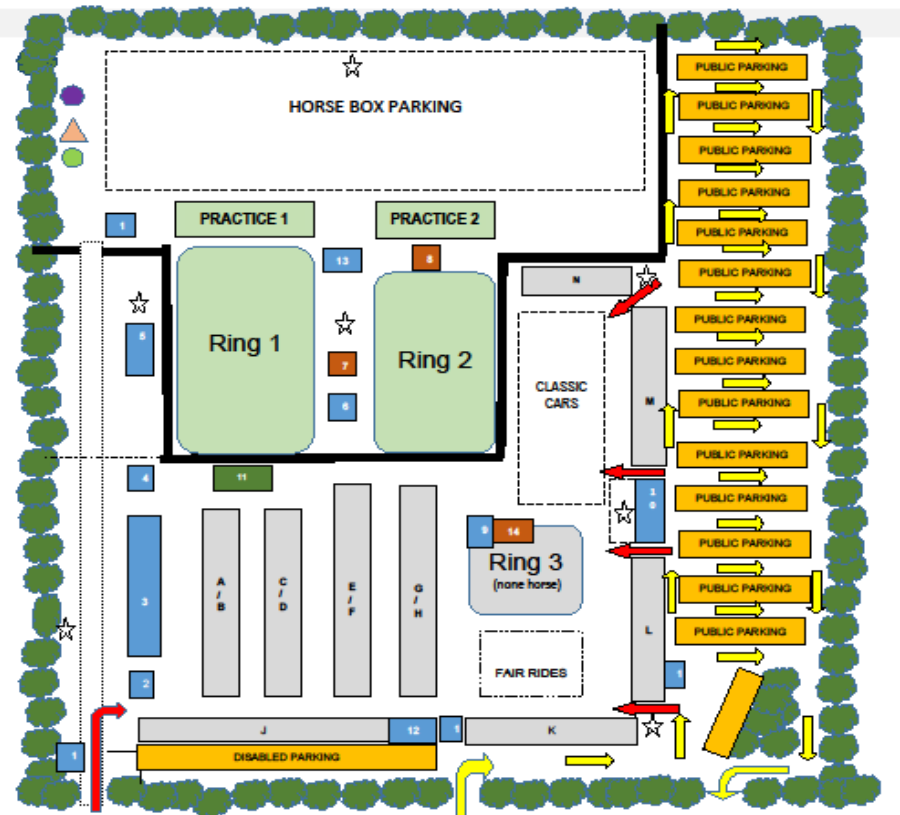 PUBLIC PARKING
HORSE BOX PARKING
PUBLIC PARKING
PUBLIC PARKING
PUBLIC PARKING
1
PRACTICE 1
PRACTICE 2
PUBLIC PARKING
13
8
PUBLIC PARKING
N
PUBLIC PARKING
5
Ring 1
Ring 2
7
PUBLIC PARKING
CLASSIC
CARS
M
6
PUBLIC PARKING
PUBLIC PARKING
4
11
PUBLIC PARKING
9
14
PUBLIC PARKING
Ring 3
(none horse)
A
/
B
C
/
D
E
/
F
G
/
H
3
PUBLIC PARKING
PUBLIC PARKING
L
FAIR RIDES
2
1
J
12
1
K
1
DISABLED PARKING